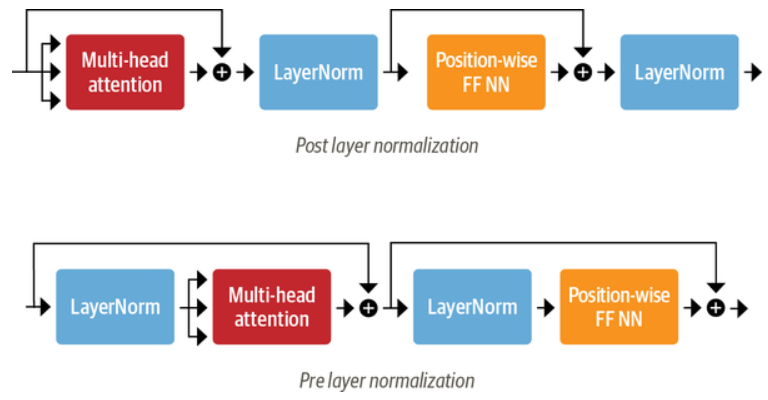 Multi-head
attention
LayerNorm
Position-wise
FF NN
LayerNorm
Post layer normalization
LayerNorm
Multi-head
attention
LayerNorm
Position-wise
FF NN
Pre layer normalization